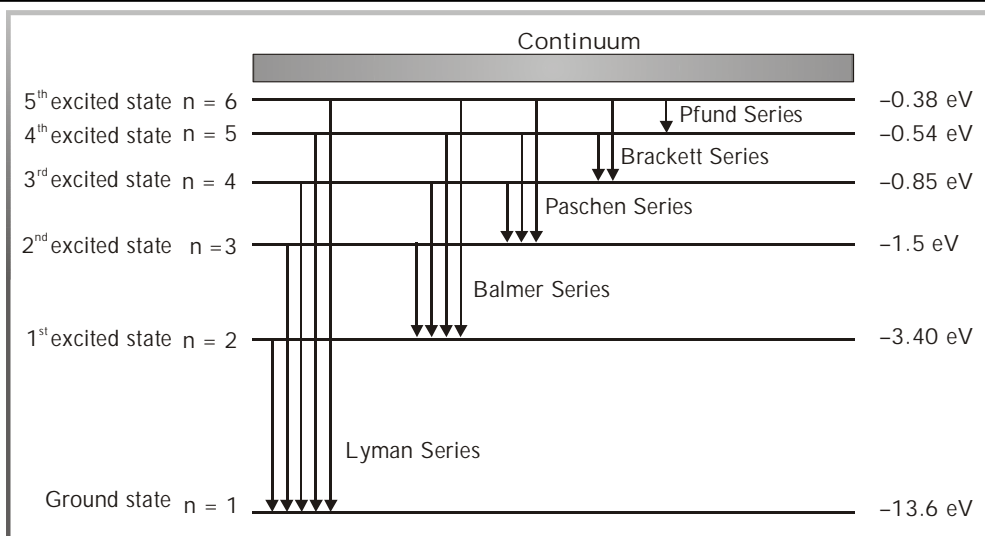 Continuum
5th excited state n = 6 –0.38 eV
Pfund Series
4th excited state n = 5 –0.54 eV
Brackett Series
3rd excited state n = 4 –0.85 eV
Paschen Series
2nd excited state n =3 –1.5 eV
Balmer Series
1st excited state n = 2 –3.40 eV
Lyman Series
Ground state n = 1 –13.6 eV